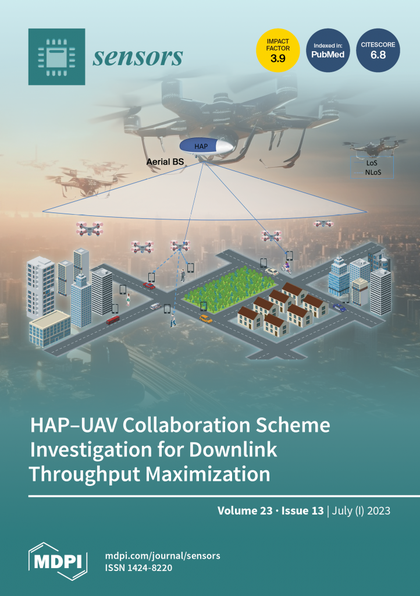 sensors
IMPACT
FACTOR
3.9
Indexed in:
PubMed
CITESCORE
6.8
HAP
Aerial BS
LoS
NLoS
HAP–UAV Collaboration Scheme
Investigation for Downlink
Throughput Maximization
Volume 23 · Issue 13 | July (I) 2023
MDPI
mdpi.com/journal/sensors
ISSN 1424-8220